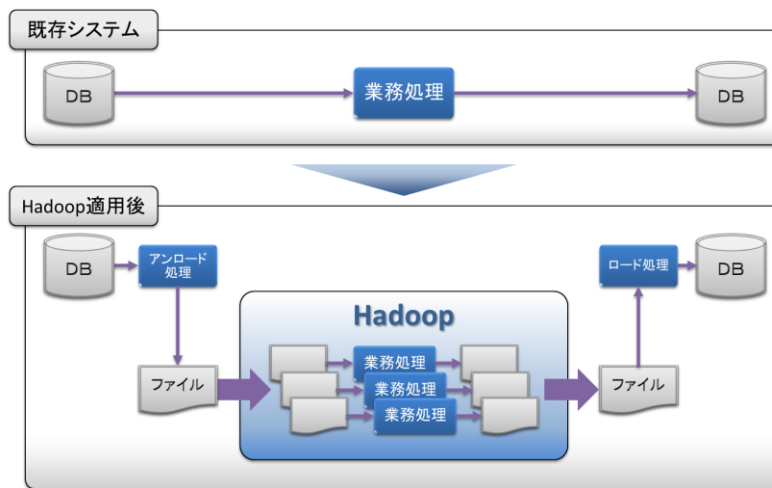 既存システム
DB
業務処理
DB
Hadoop適用後
DB
アンロード
処理
ロード処理
DB
Hadoop
業務処理
業務処理
業務処理
ファイル
ファイル